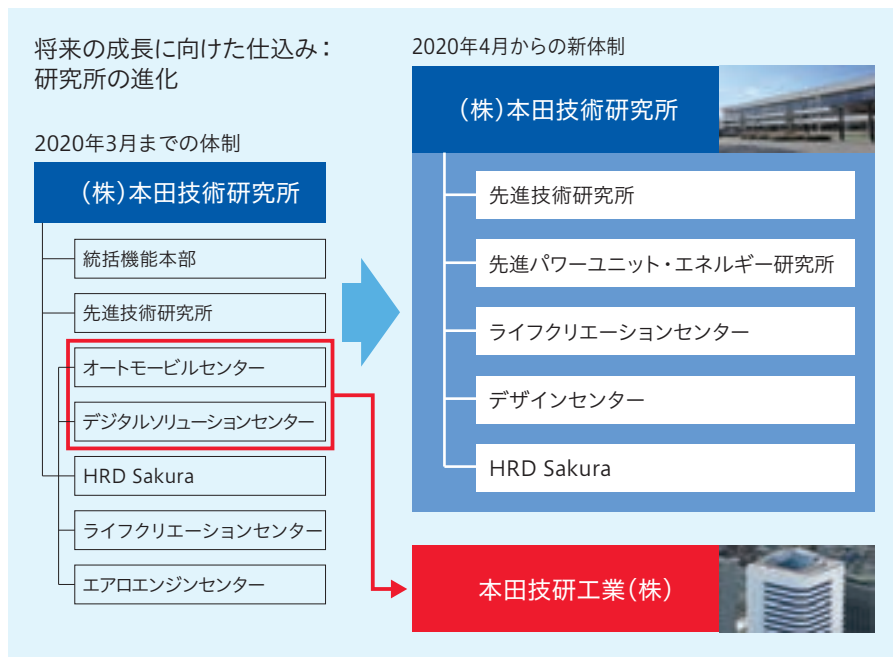 将来の成長に向けた仕込み：
研究所の進化
2020年3月までの体制
（株）本田技術研究所
統括機能本部
先進技術研究所
オートモービルセンター
デジタルソリューションセンター
HRD Sakura
ライフクリエーションセンター
エアロエンジンセンター
2020年4月からの新体制
（株）本田技術研究所
先進技術研究所
先進パワーユニット・エネルギー研究所
ライフクリエーションセンター
デザインセンター
HRD Sakura
本田技研工業（株）